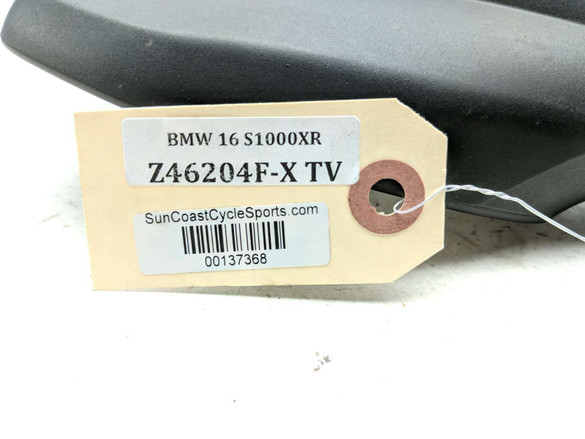 BMW 16 S1000XR
Z46204F-X TV
SunCoastCycleSports.com
00137368